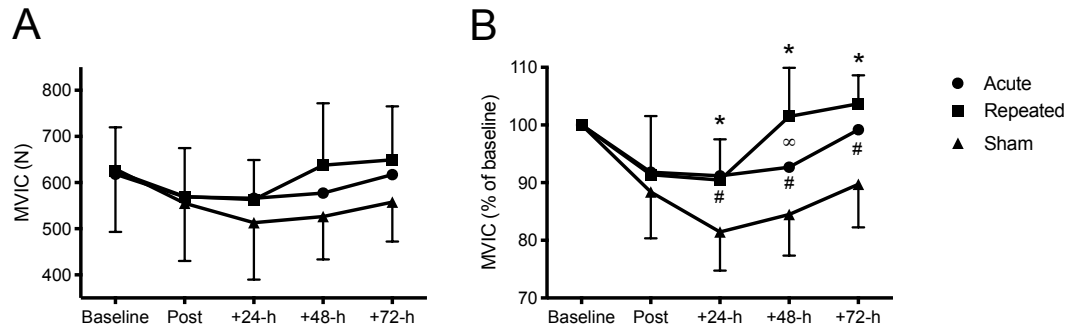 A
MVIC (N)
800
700
600
500
400
Baseline Post +24-h +48-h +72-h
B
MVIC (% of baseline)
110
100
90
80
70
* * *
∞
# # #
Baseline Post +24-h +48-h +72-h
Acute
Repeated
Sham